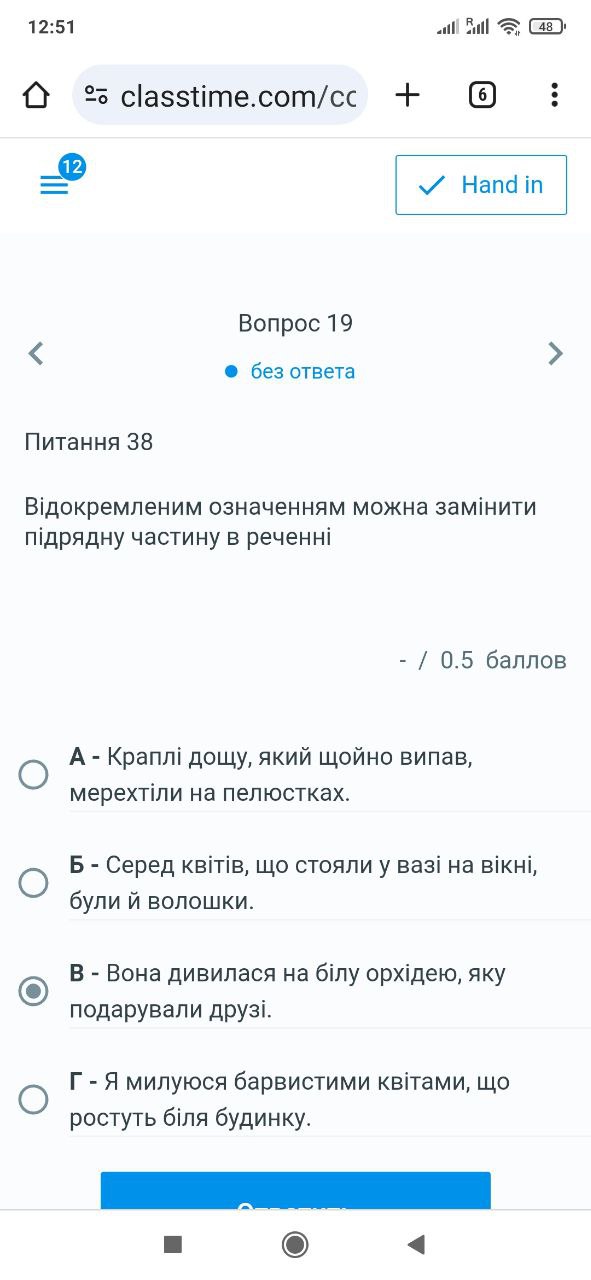 12:51
R
48
classtime.com/cc
6
12
Hand in
Вопрос 19
без ответа
Питання 38
Відокремленим означенням можна замінити
підрядну частину в реченні
- / 0.5 баллов
А - Краплі дощу, який щойно випав,
мерехтіли на пелюстках.
Б - Серед квітів, що стояли у вазі на вікні,
були й волошки.
В - Вона дивилася на білу орхідею, яку
подарували друзі.
Г - Я милуюся барвистими квітами, що
ростуть біля будинку.